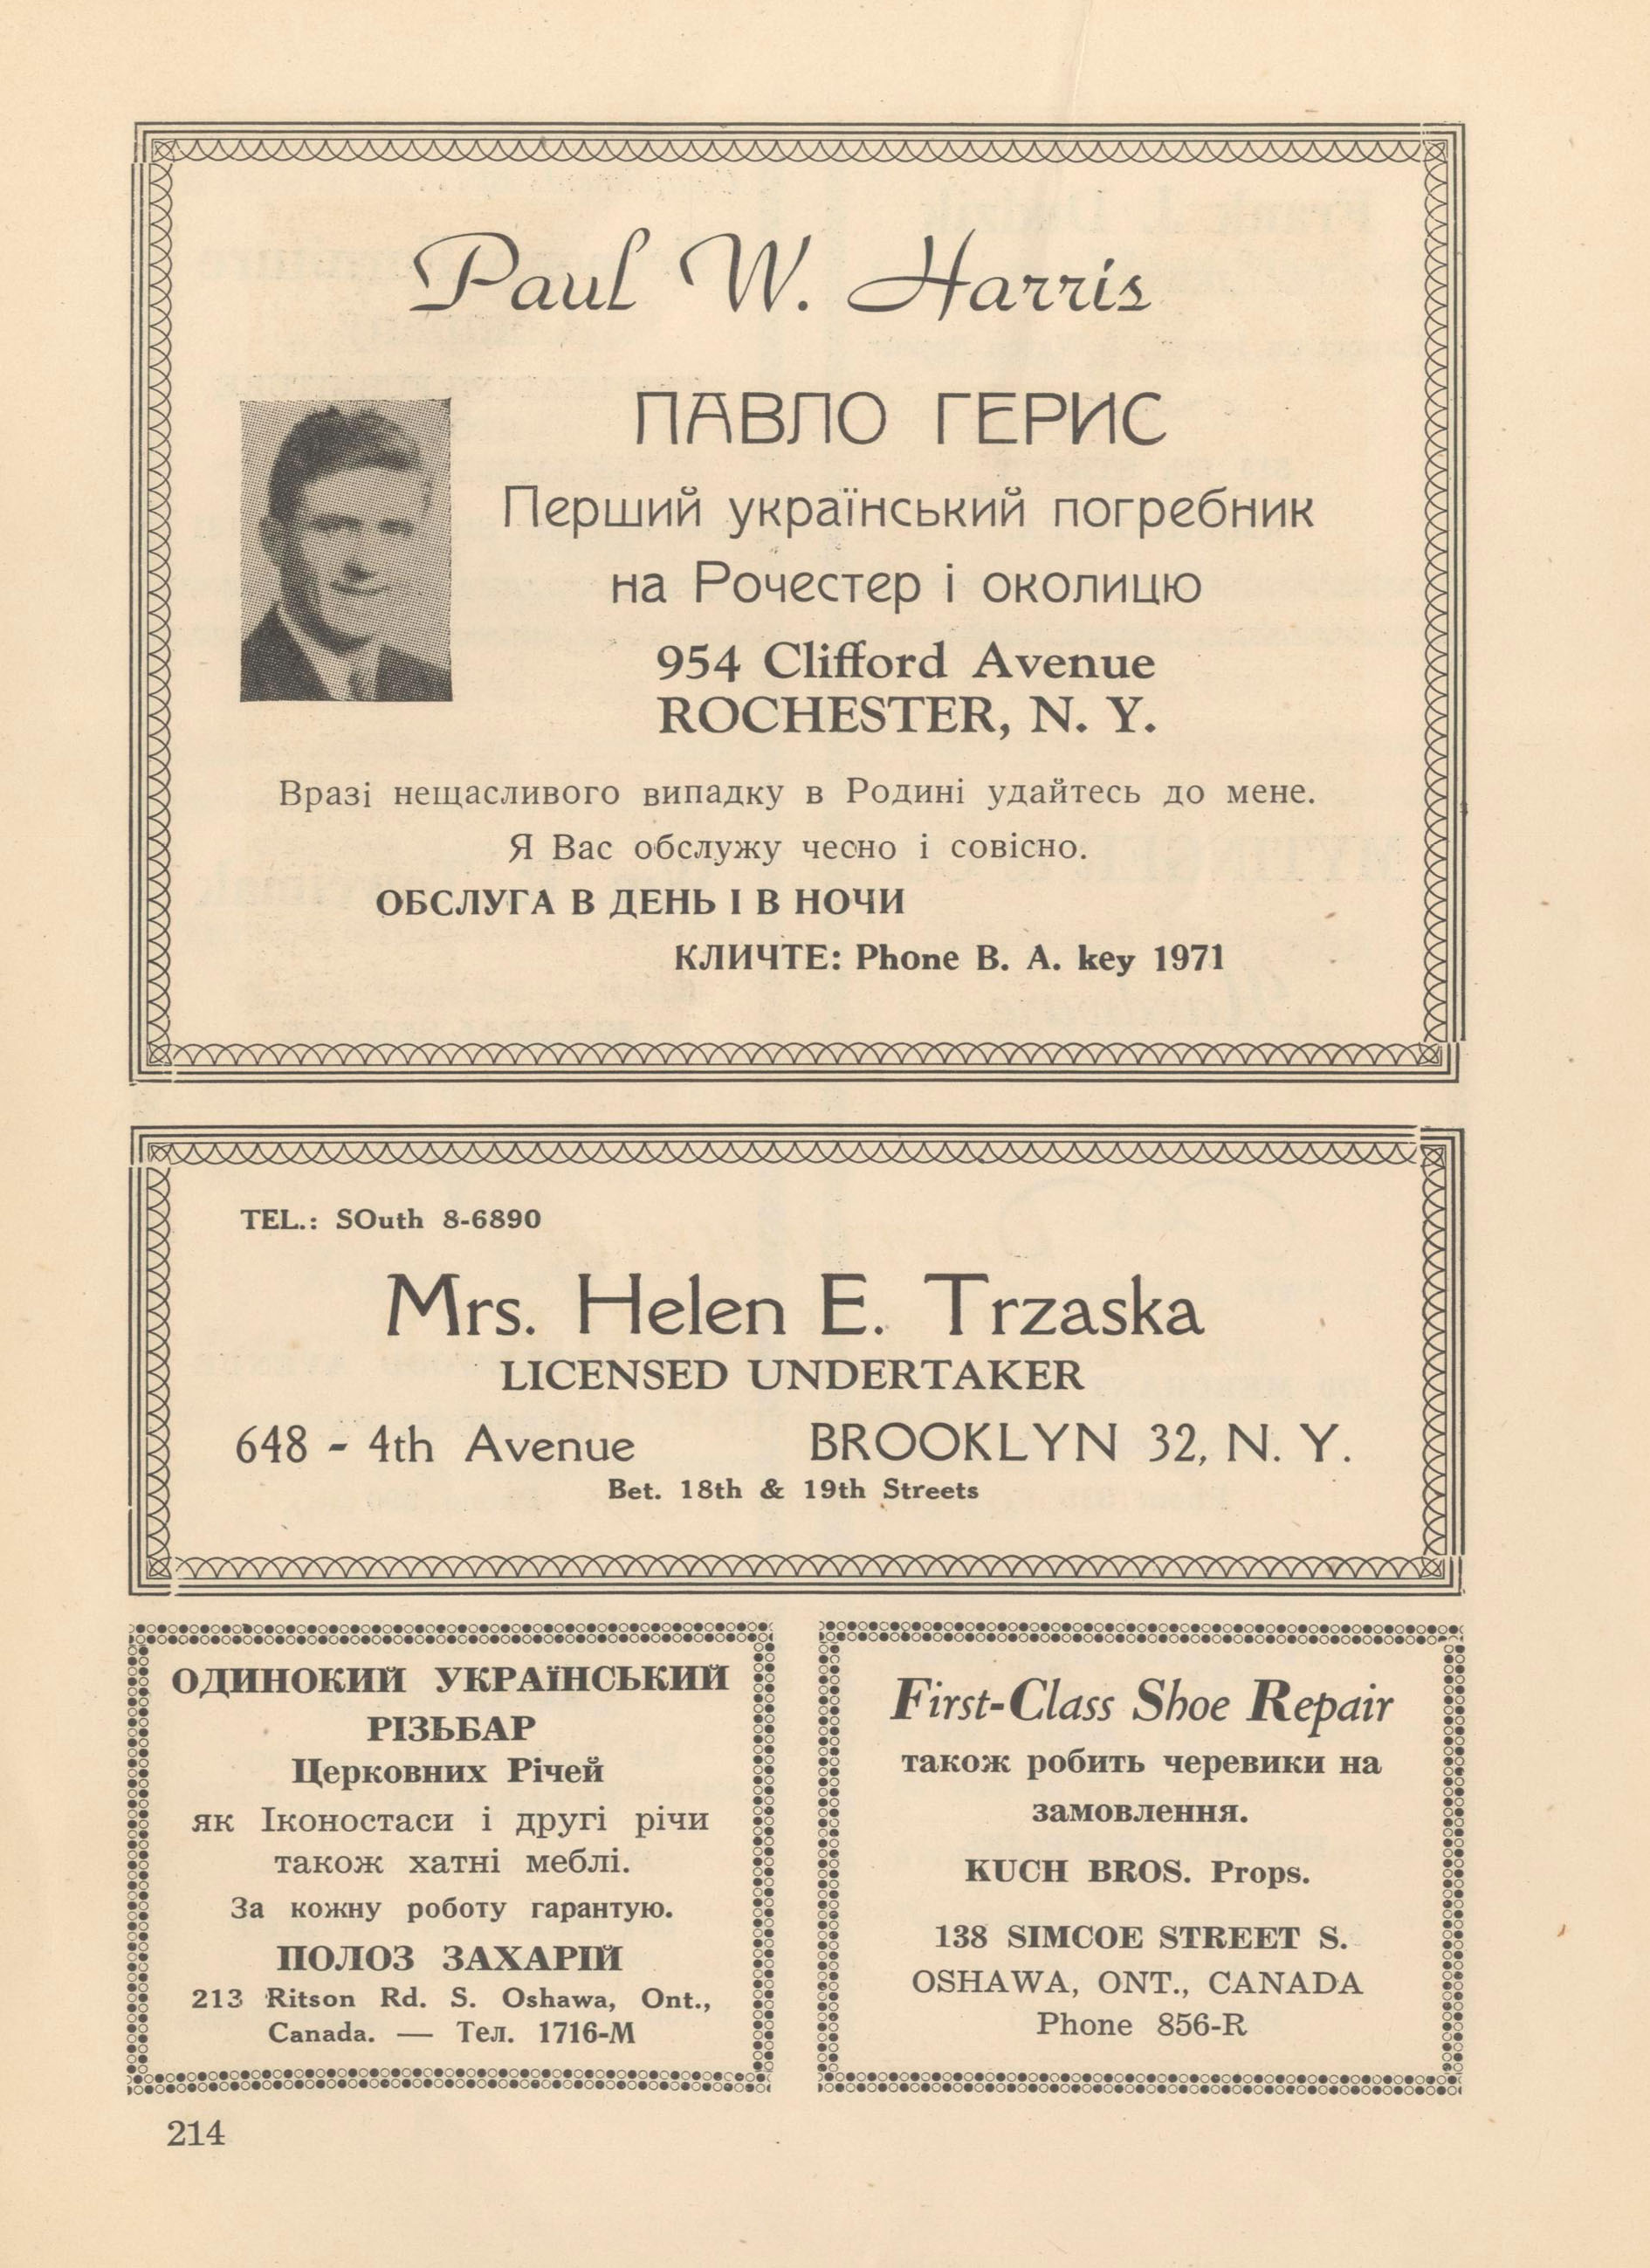 Paul W. Harris
ПАВЛО ГЕРИС
Перший український погребник
на Рочестер і околицю
954 Clifford Avenue
ROCHESTER, N. Y.
Вразі нещасливого випадку в Родині удайтесь до мене.
Я Вас обслужу чесно і совісно.
ОБСЛУГА В ДЕНЬ І В НОЧИ
КЛИЧТЕ: Phone B. A. key 1971
TEL.: SOuth 8-6890
Mrs. Helen E. Trzaska
LICENSED UNDERTAKER
648 - 4th Avenue BROOKLYN 32, N. Y.
Bet. 18th & 19th Streets
ОДИНОКИЙ УКРАЇНСЬКИЙ
РІЗЬБАР
Церковних Річей
як Іконостаси і другі річи
також хатні меблі.
За кожну роботу гарантую.
ПОЛОЗ ЗАХАРІЙ
213 Ritson Rd. S. Oshawa, Ont.,
Canada. — Тел. 1716-M
First-Class Shoe Repair
також робить черевики на
замовлення.
KUCH BROS. Props.
138 SIMCOE STREET S.
OSHAWA, ONT., CANADA
Phone 856-R
214